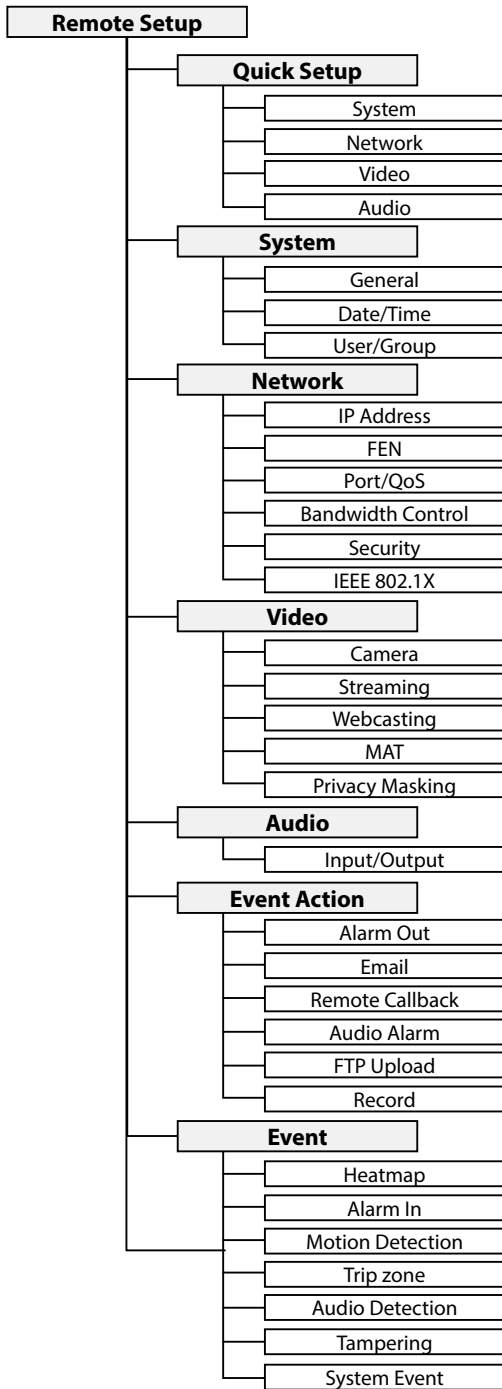 Remote Setup
Quick Setup
System
Network
Video
Audio
System
General
Date/Time
User/Group
Network
IP Address
FEN
Port/QoS
Bandwidth Control
Security
IEEE 802.1X
Video
Camera
Streaming
Webcasting
MAT
Privacy Masking
Audio
Input/Output
Event Action
Alarm Out
Email
Remote Callback
Audio Alarm
FTP Upload
Record
Event
Heatmap
Alarm In
Motion Detection
Trip zone
Audio Detection
Tampering
System Event